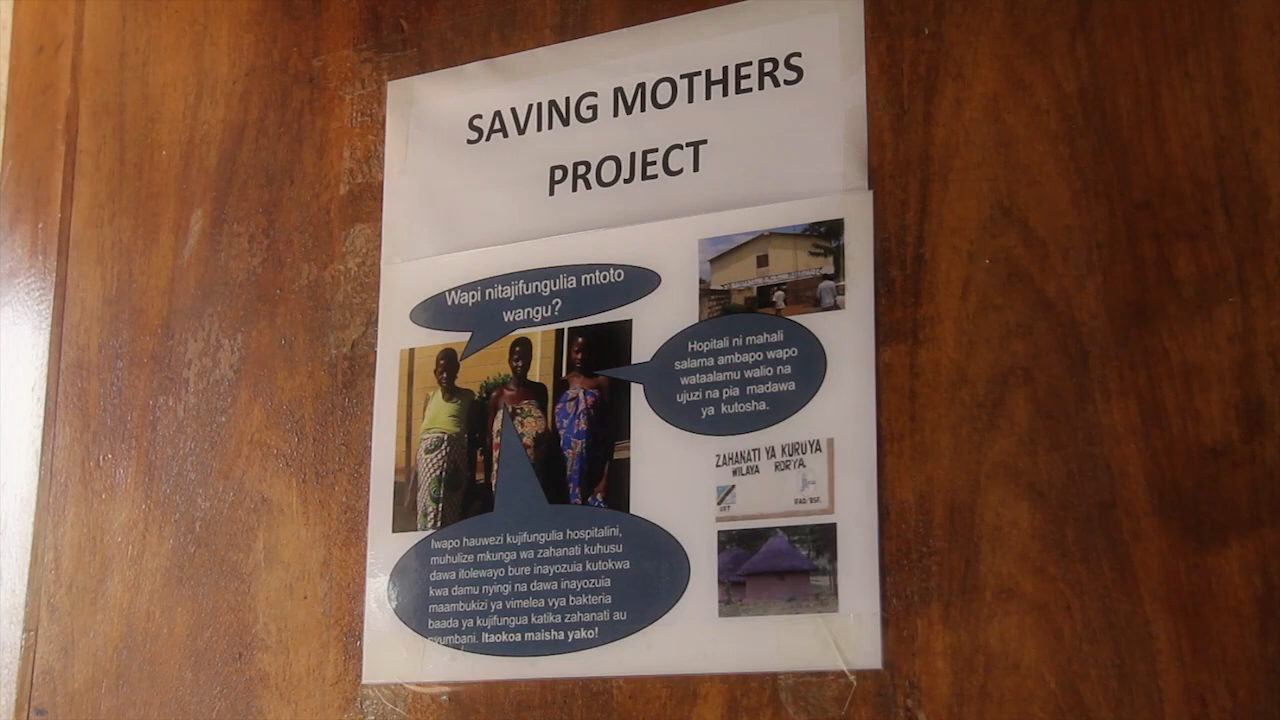 SAVING MOTHERS
PROJECT
Wapi nitajifungulia mtoto
wangu?
Hopitali ni mahali
salama ambapo wapo
wataalamu walio na
ujuzi na pia madawa
ya kutosha.
ZAHANATI YA KURUYA
WILAYA RORYA
Iwapo hauwezi kujifungulia hospitalini,
muhulize mkunga wa zahanati kuhusu
dawa itolewayo bure inayozuia kutokwa
kwa damu nyingi na dawa inayozuia
maambukizi ya vimelea vya bakteria
baada ya kujifungua katika zahanati au
nyumbani. Itaokoa maisha yako!